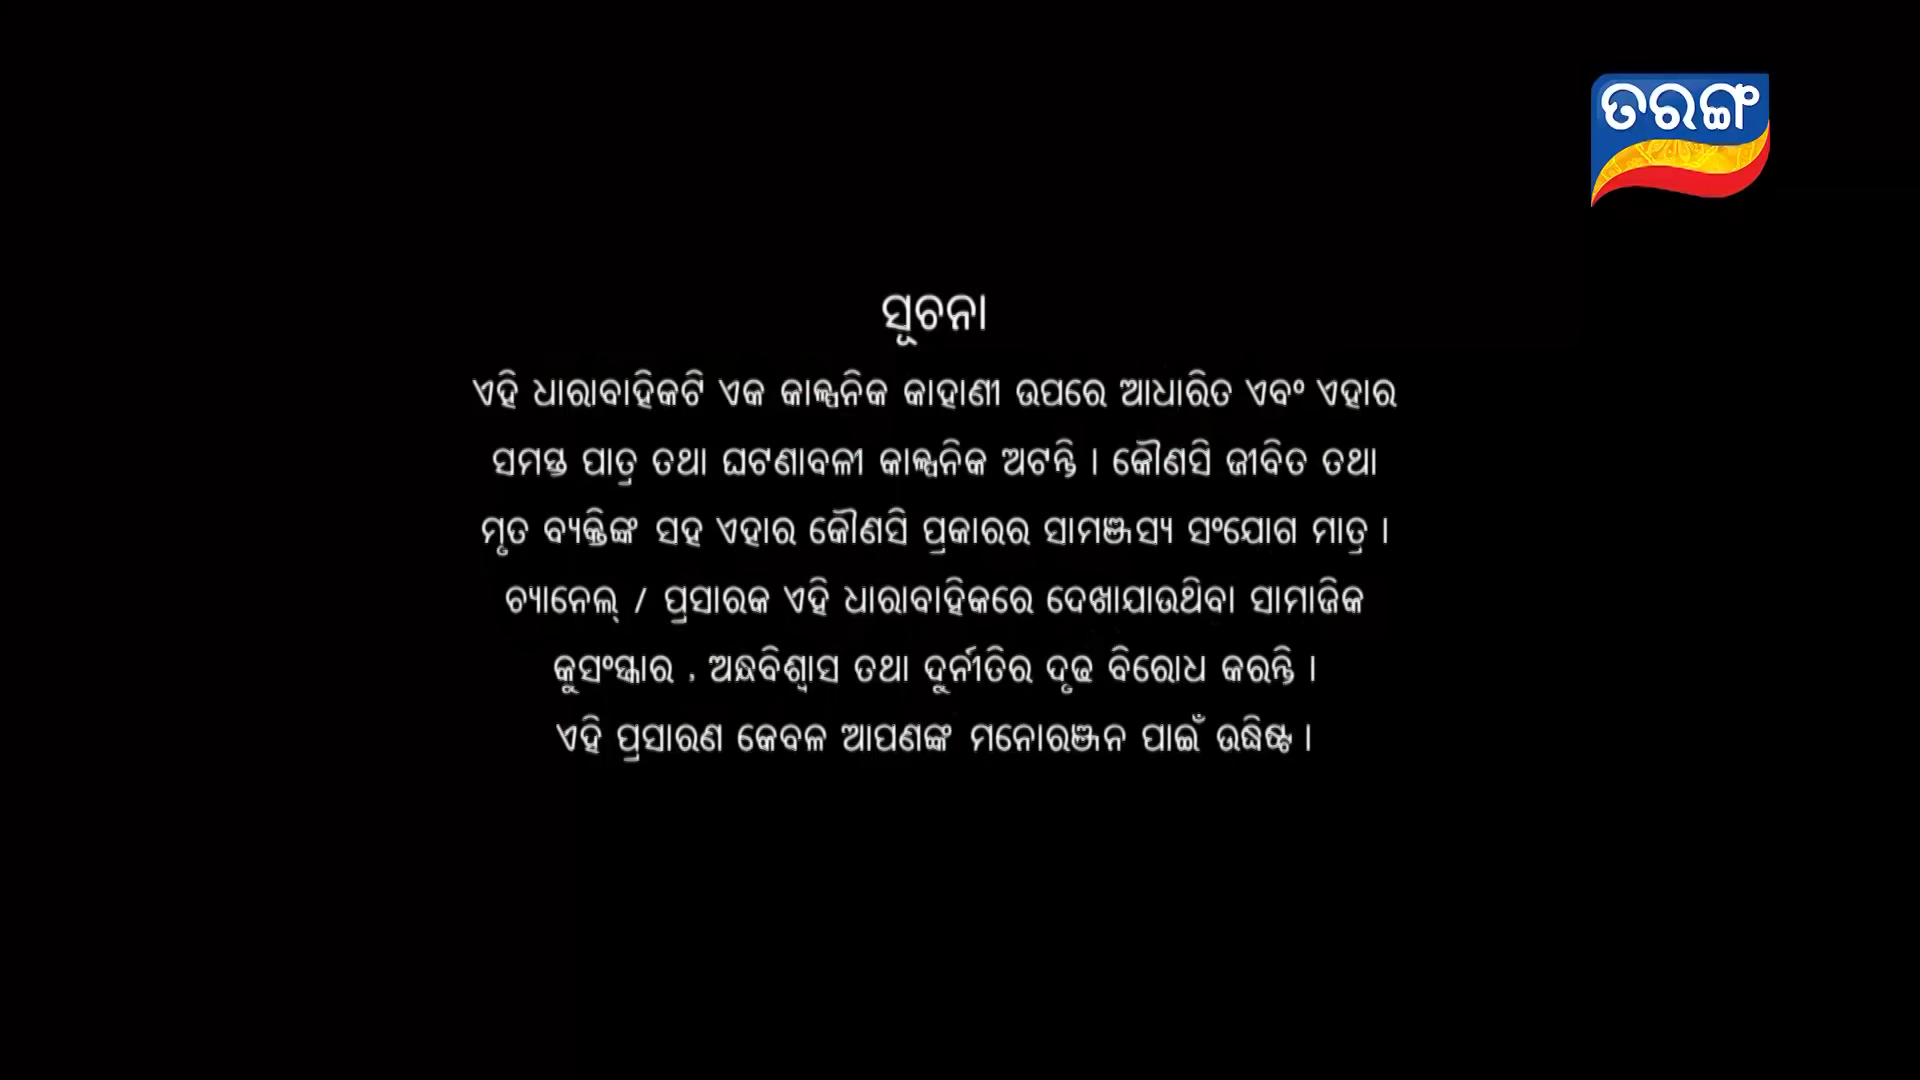 ତରଙ୍ଗ
ସୂଚନା
ଏହି ଧାରାବାହିକଟି ଏକ କାଳ୍ପନିକ କାହାଣୀ ଉପରେ ଆଧାରିତ ଏବଂ ଏହାର
ସମସ୍ତ ପାତ୍ର ତଥା ଘଟଣାବଳୀ କାଳ୍ପନିକ ଅଟନ୍ତି । କୌଣସି ଜୀବିତ ତଥା
ମୃତ ବ୍ୟକ୍ତିଙ୍କ ସହ ଏହାର କୌଣସି ପ୍ରକାରର ସାମଞ୍ଜସ୍ୟ ସଂଯୋଗ ମାତ୍ର ।
ଚ୍ୟାନେଲ୍ / ପ୍ରସାରକ ଏହି ଧାରାବାହିକରେ ଦେଖାଯାଉଥିବା ସାମାଜିକ
କୁସଂସ୍କାର , ଅନ୍ଧବିଶ୍ୱାସ ତଥା ଦୁର୍ନୀତିର ଦୃଢ ବିରୋଧ କରନ୍ତି ।
ଏହି ପ୍ରସାରଣ କେବଳ ଆପଣଙ୍କ ମନୋରଞ୍ଜନ ପାଇଁ ଉଦ୍ଧିଷ୍ଟ ।